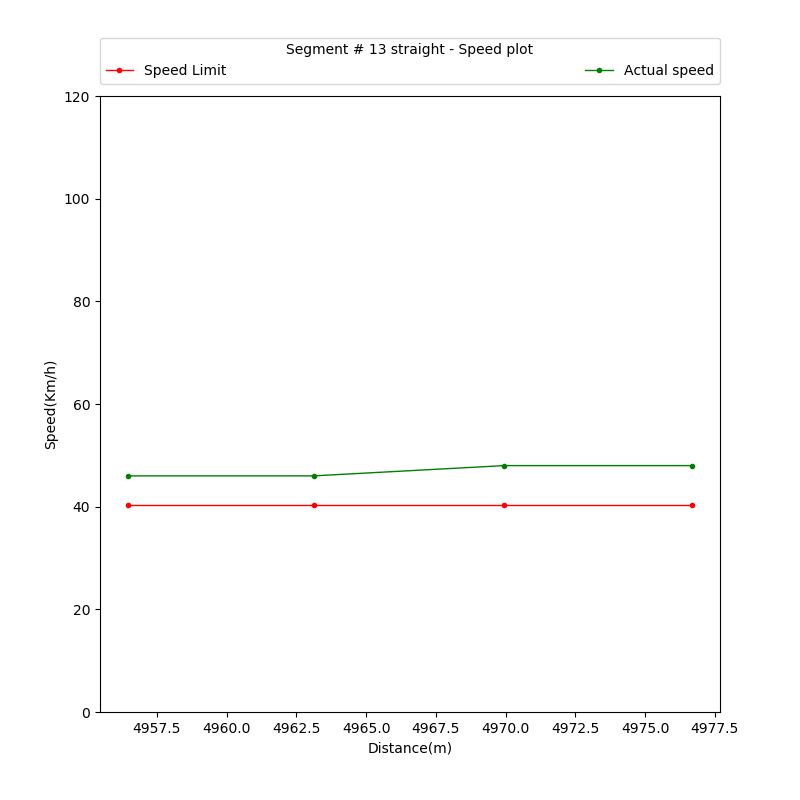 Segment # 13 straight - Speed plot
Speed Limit
Actual speed
120
100
80
60
40
20
0
Speed(Km/h)
4957.5 4960.0 4962.5 4965.0 4967.5 4970.0 4972.5 4975.0 4977.5
Distance(m)